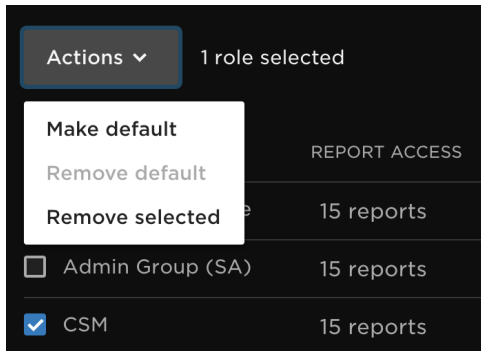 Actions
1 role selected
Make default
Remove default
REPORT ACCESS
Remove selected
15 reports
Admin Group (SA)
15 reports
CSM
15 reports